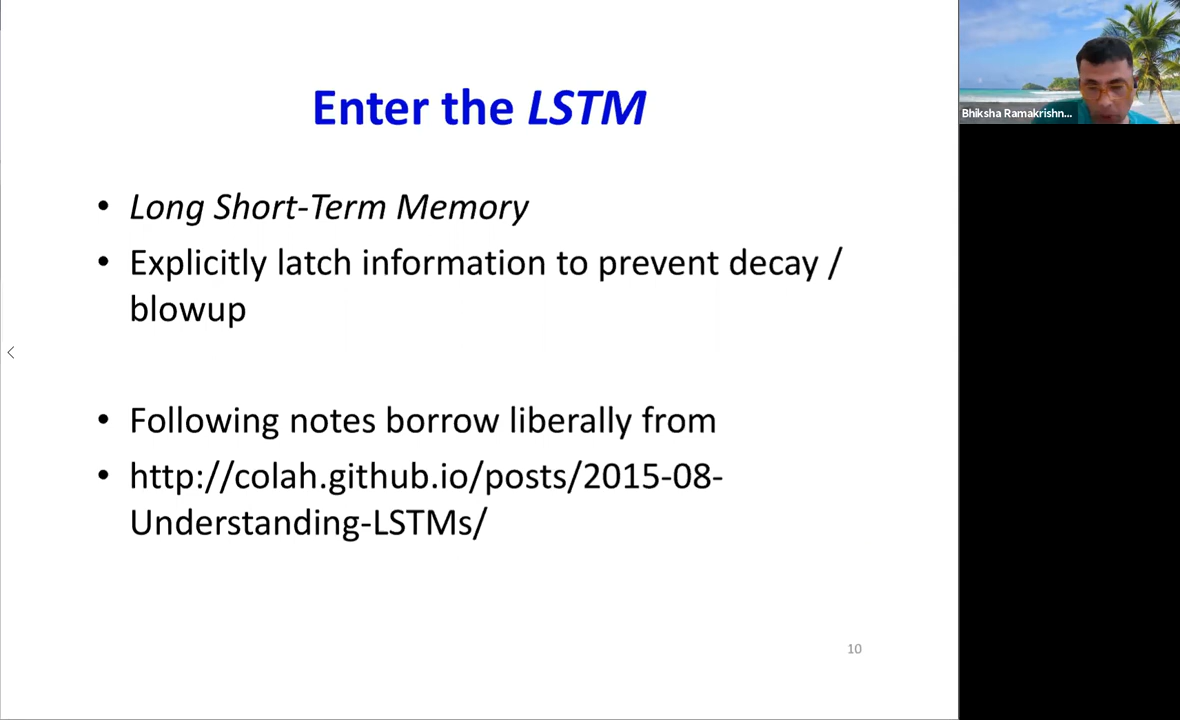 Enter the LSTM
• Long Short-Term Memory
• Explicitly latch information to prevent decay /
blowup
• Following notes borrow liberally from
• http://colah.github.io/posts/2015-08-
Understanding-LSTMs/
10
Bhiksha Ramakrishn...